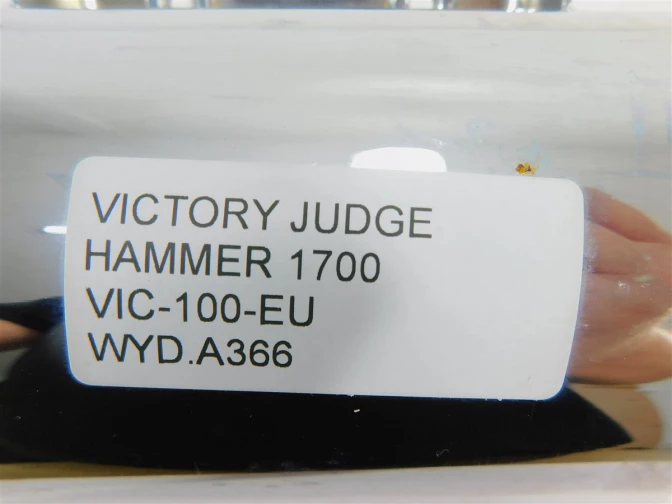 VICTORY JUDGE
HAMMER 1700
VIC-100-EU
WYD.A366